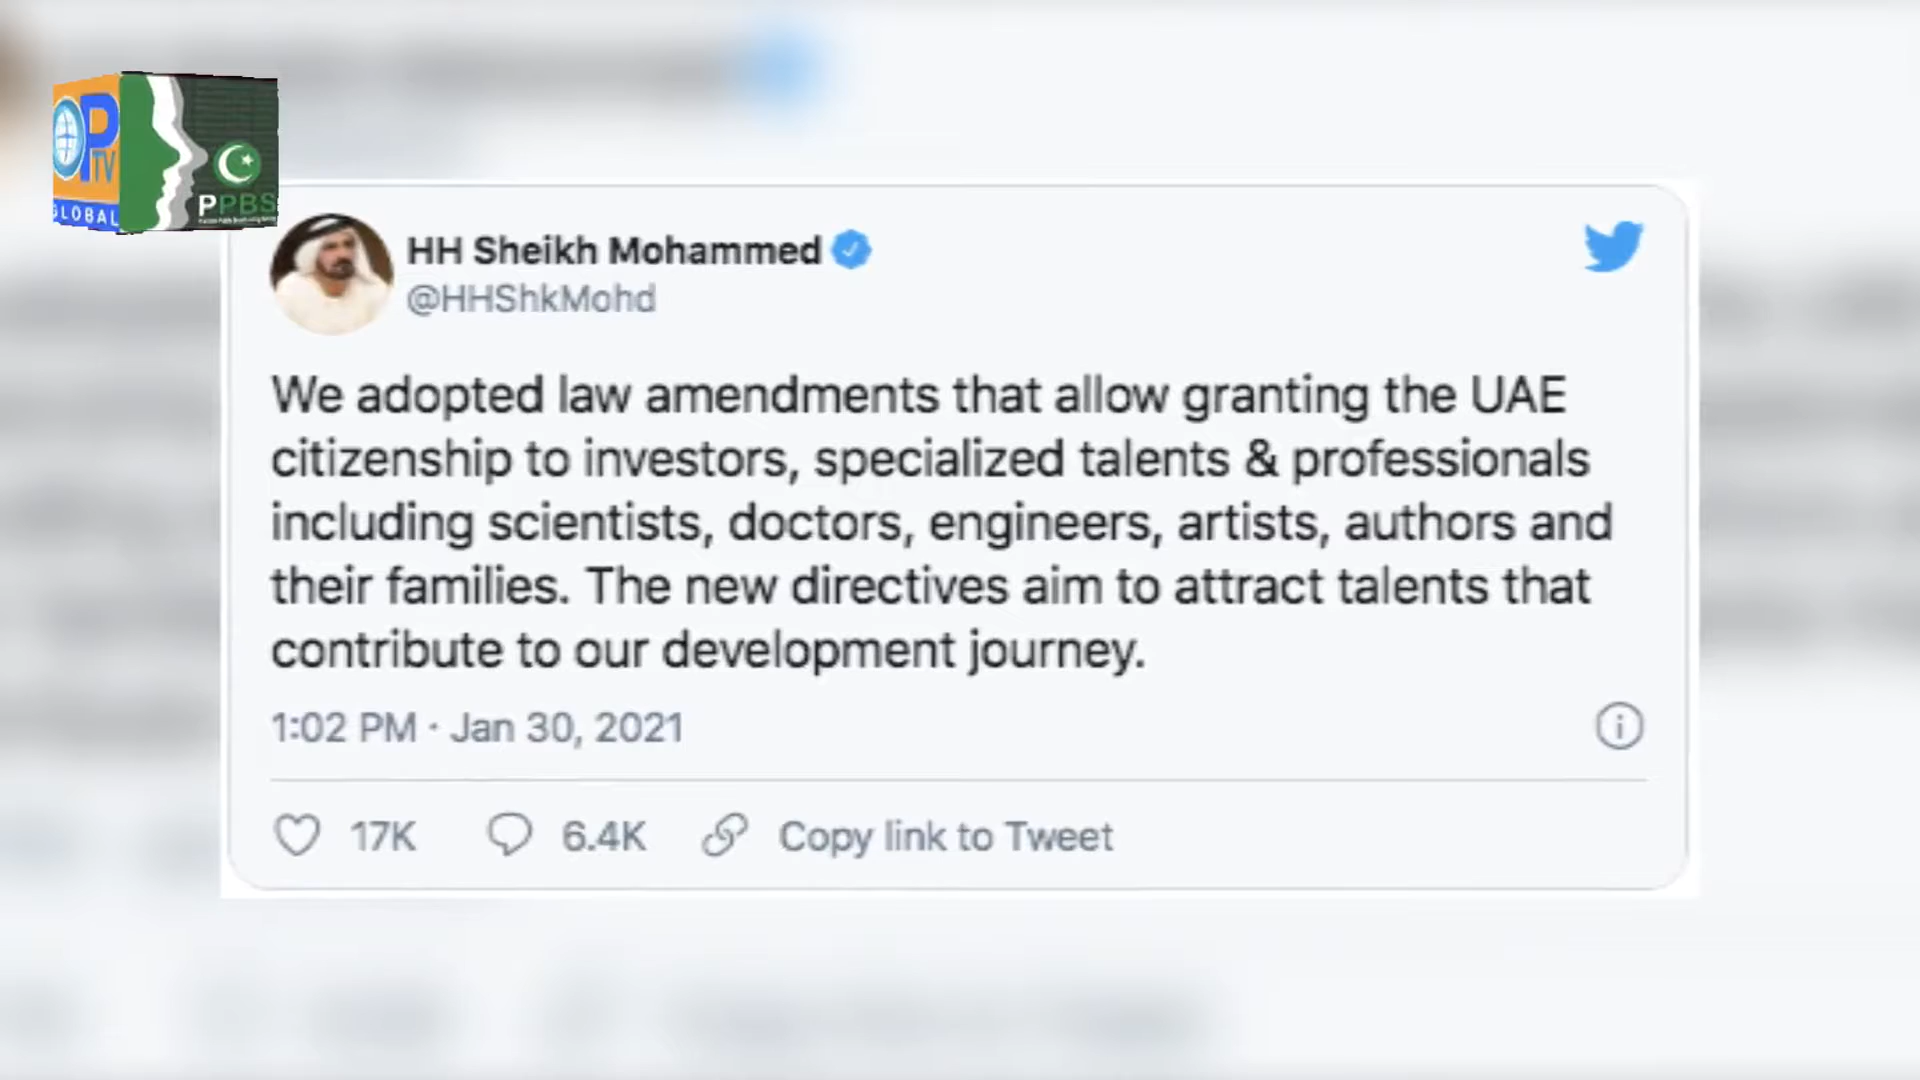 OP
TV
GLOBAL
PPBS
HH Sheikh Mohammed
@HHShkMohd
We adopted law amendments that allow granting the UAE
citizenship to investors, specialized talents & professionals
including scientists, doctors, engineers, artists, authors and
their families. The new directives aim to attract talents that
contribute to our development journey.
1:02 PM · Jan 30, 2021
17K 6.4K Copy link to Tweet